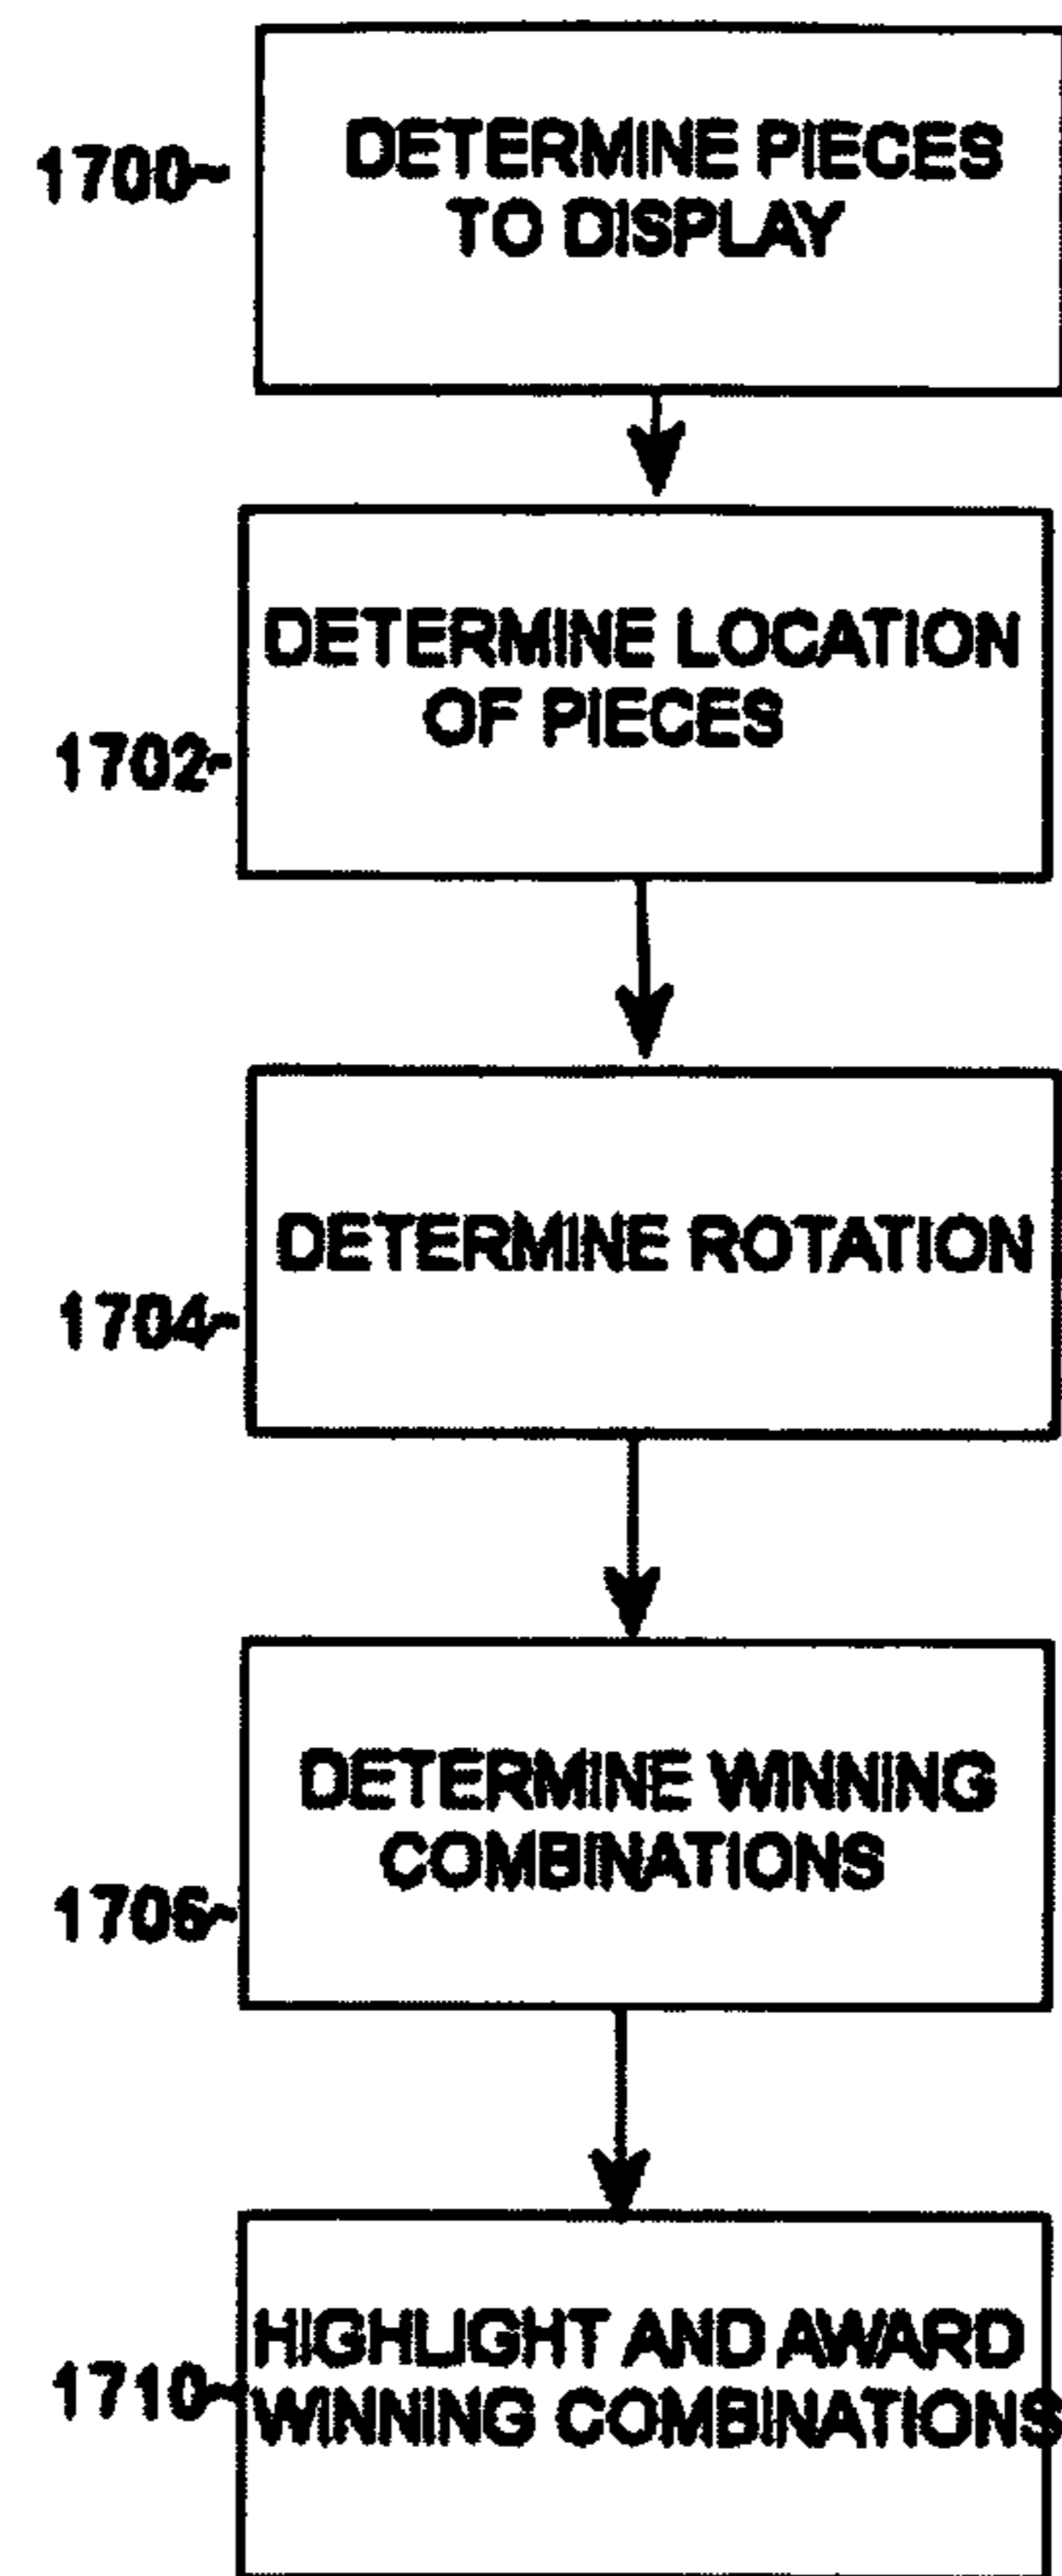 1700~
DETERMINE PIECES
TO DISPLAY
DETERMINE LOCATION
OF PIECES
1702~
DETERMINE ROTATION
1704~
DETERMINE WINNING
COMBINATIONS
1706~
HIGHLIGHT AND AWARD
1710~
WINNING COMBINATIONS